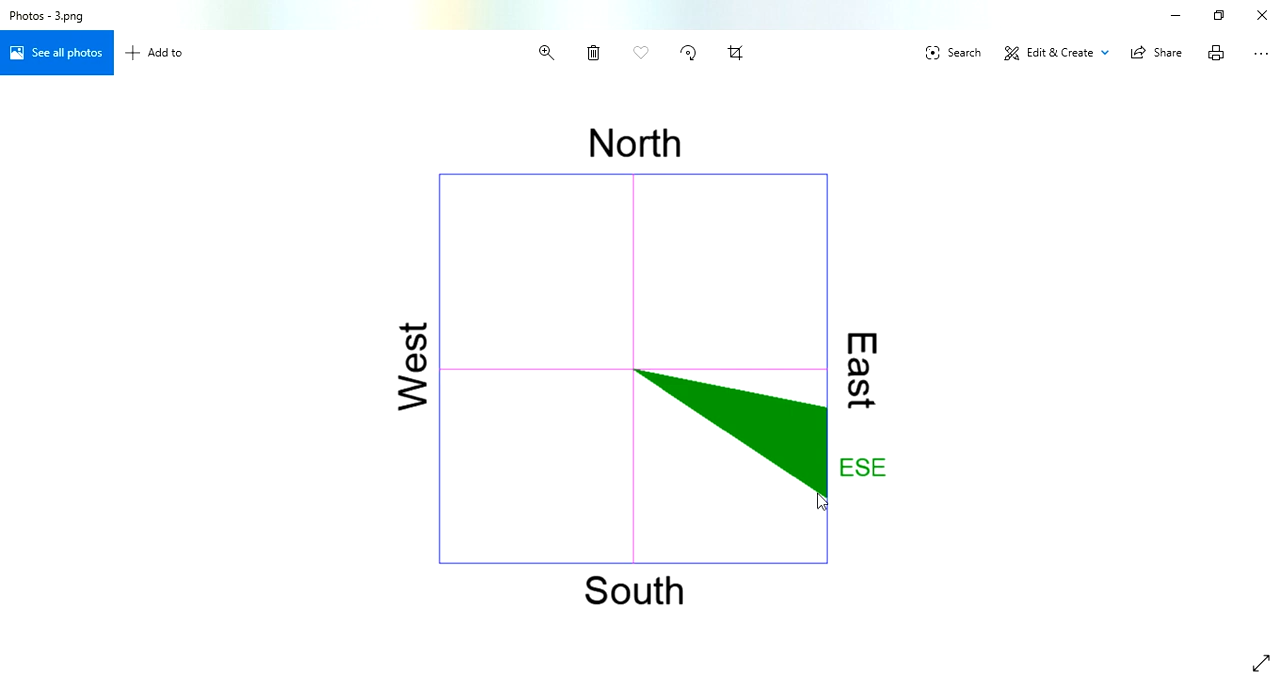 Photos - 3.png
See all photos
Add to
Search
Edit & Create
Share
North
West
East
ESE
South